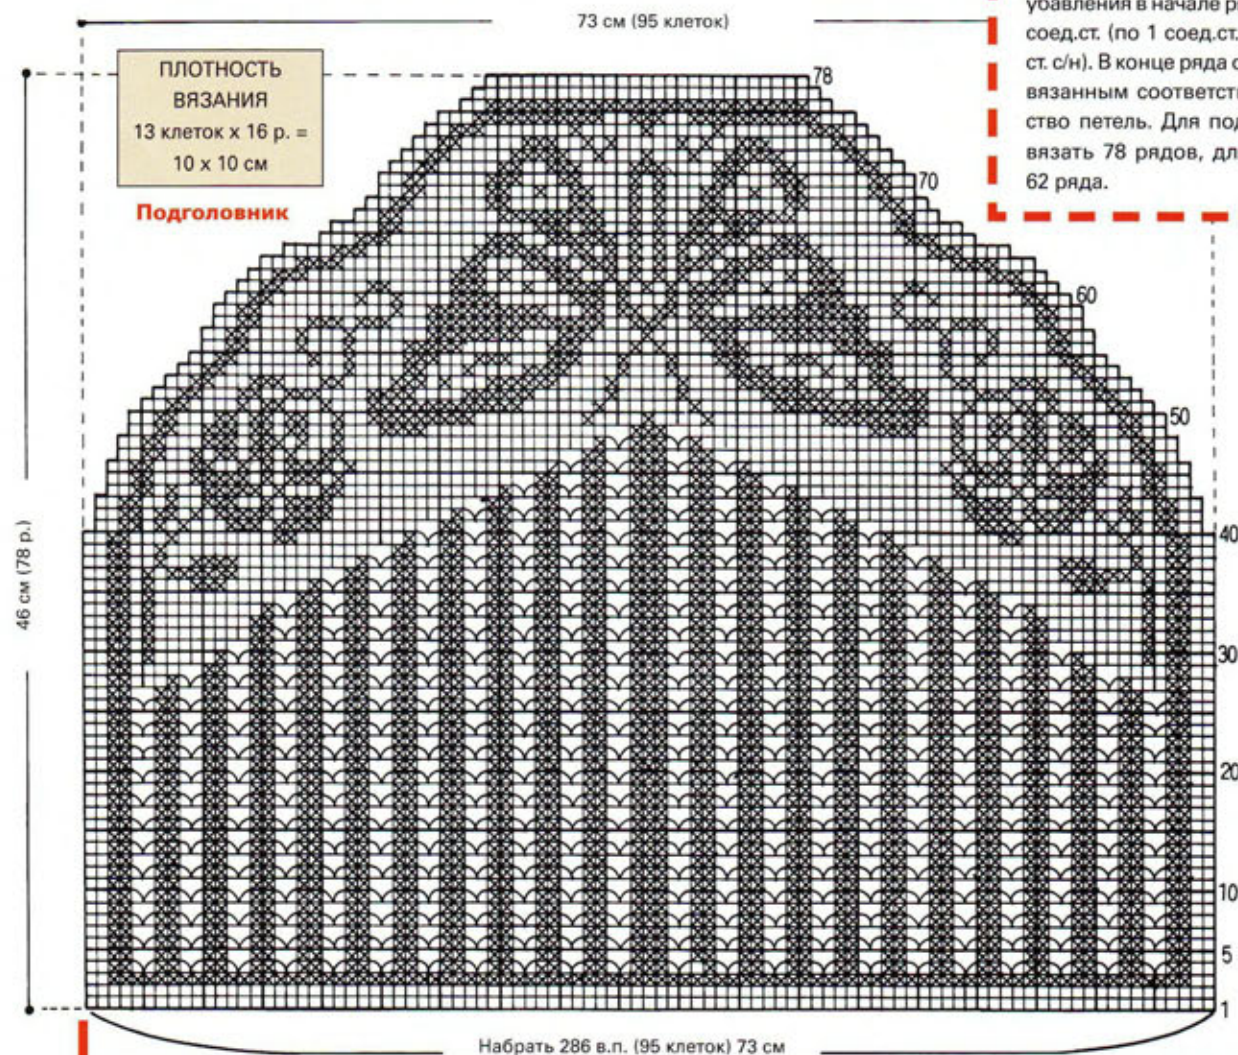 73 см (95 клеток)
убавления в начале р
соед.ст. (по 1 соед.ст.
ст. с/н). В конце ряда
вязанным соответст
ство петель. Для под
вязать 78 рядов, дл
62 ряда.
ПЛОТНОСТЬ
ВЯЗАНИЯ
13 клеток х 16 р. =
10 х 10 см
Подголовник
78
70
60
50
40
30
20
10
5
1
46 см (78 р.)
Набрать 286 в.п. (95 клеток) 73 см